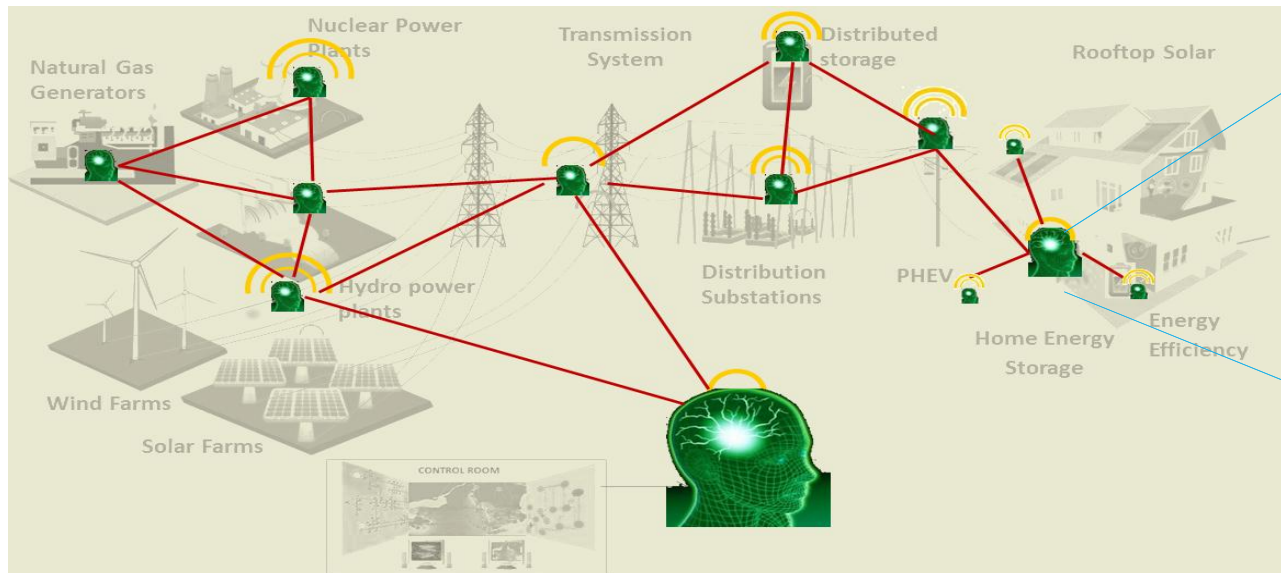 Nuclear Power
Plants
Natural Gas
Generators
Transmission
System
Distributed
storage
Rooftop Solar
Hydro power
plants
Distribution
Substations
PHEV
Home Energy
Storage
Energy
Efficiency
Wind Farms
Solar Farms
CONTROL ROOM